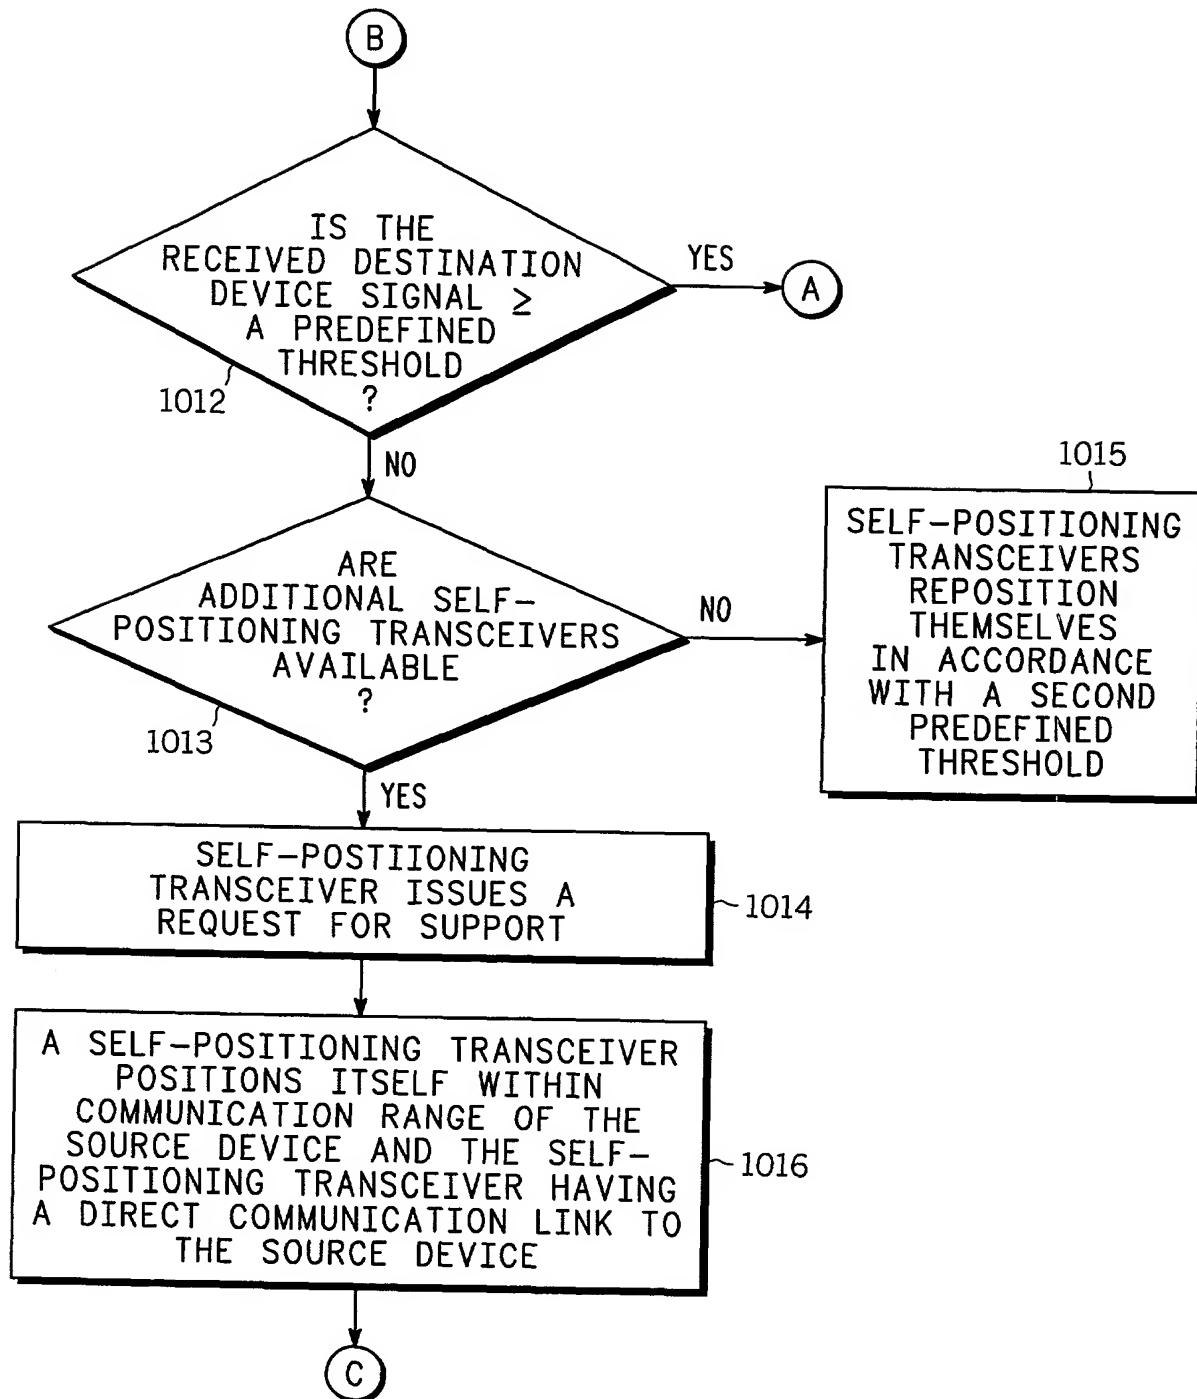 B
IS THE
RECEIVED DESTINATION
DEVICE SIGNAL ≥
A PREDEFINED
THRESHOLD
?
YES
A
1012
NO
1015
ARE
ADDITIONAL SELF-
POSITIONING TRANSCEIVERS
AVAILABLE
?
NO
1013
SELF-POSITIONING
TRANSCEIVERS
REPOSITION
THEMSELVES
IN ACCORDANCE
WITH A SECOND
PREDEFINED
THRESHOLD
YES
SELF-POSTIIONING
TRANSCEIVER ISSUES A
REQUEST FOR SUPPORT
1014
A SELF-POSITIONING TRANSCEIVER
POSITIONS ITSELF WITHIN
COMMUNICATION RANGE OF THE
SOURCE DEVICE AND THE SELF-
POSITIONING TRANSCEIVER HAVING
A DIRECT COMMUNICATION LINK TO
THE SOURCE DEVICE
1016
C